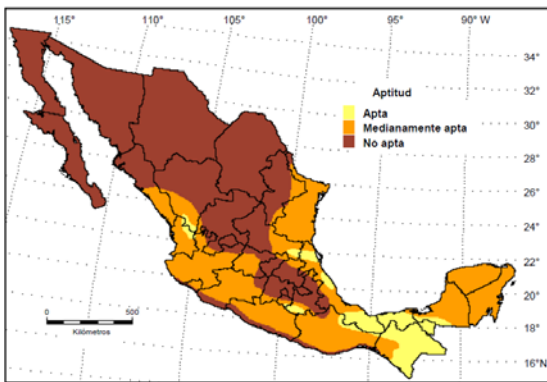 115° 110° 105° 100° 95° 90° W
34°
32°
30°
28°
26°
24°
22°
20°
18°
16°N
Aptitud
Apta
Medianamente apta
No apta
0 500
Kilómetros